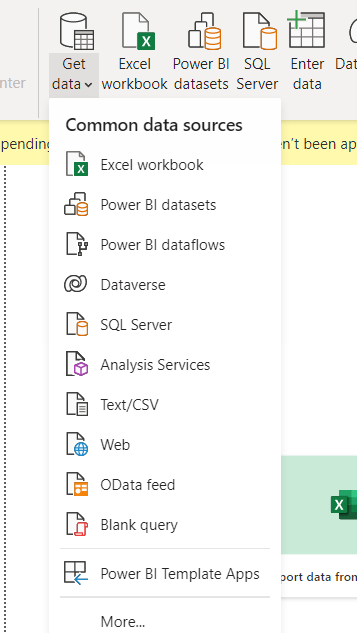 nter
Get data
Excel workbook
Power BI datasets
SQL Server
Enter data
Dat
pending
n't been ap
Common data sources
Excel workbook
Power BI datasets
Power BI dataflows
Dataverse
SQL Server
Analysis Services
Text/CSV
Web
OData feed
Blank query
Power BI Template Apps
port data from
More...